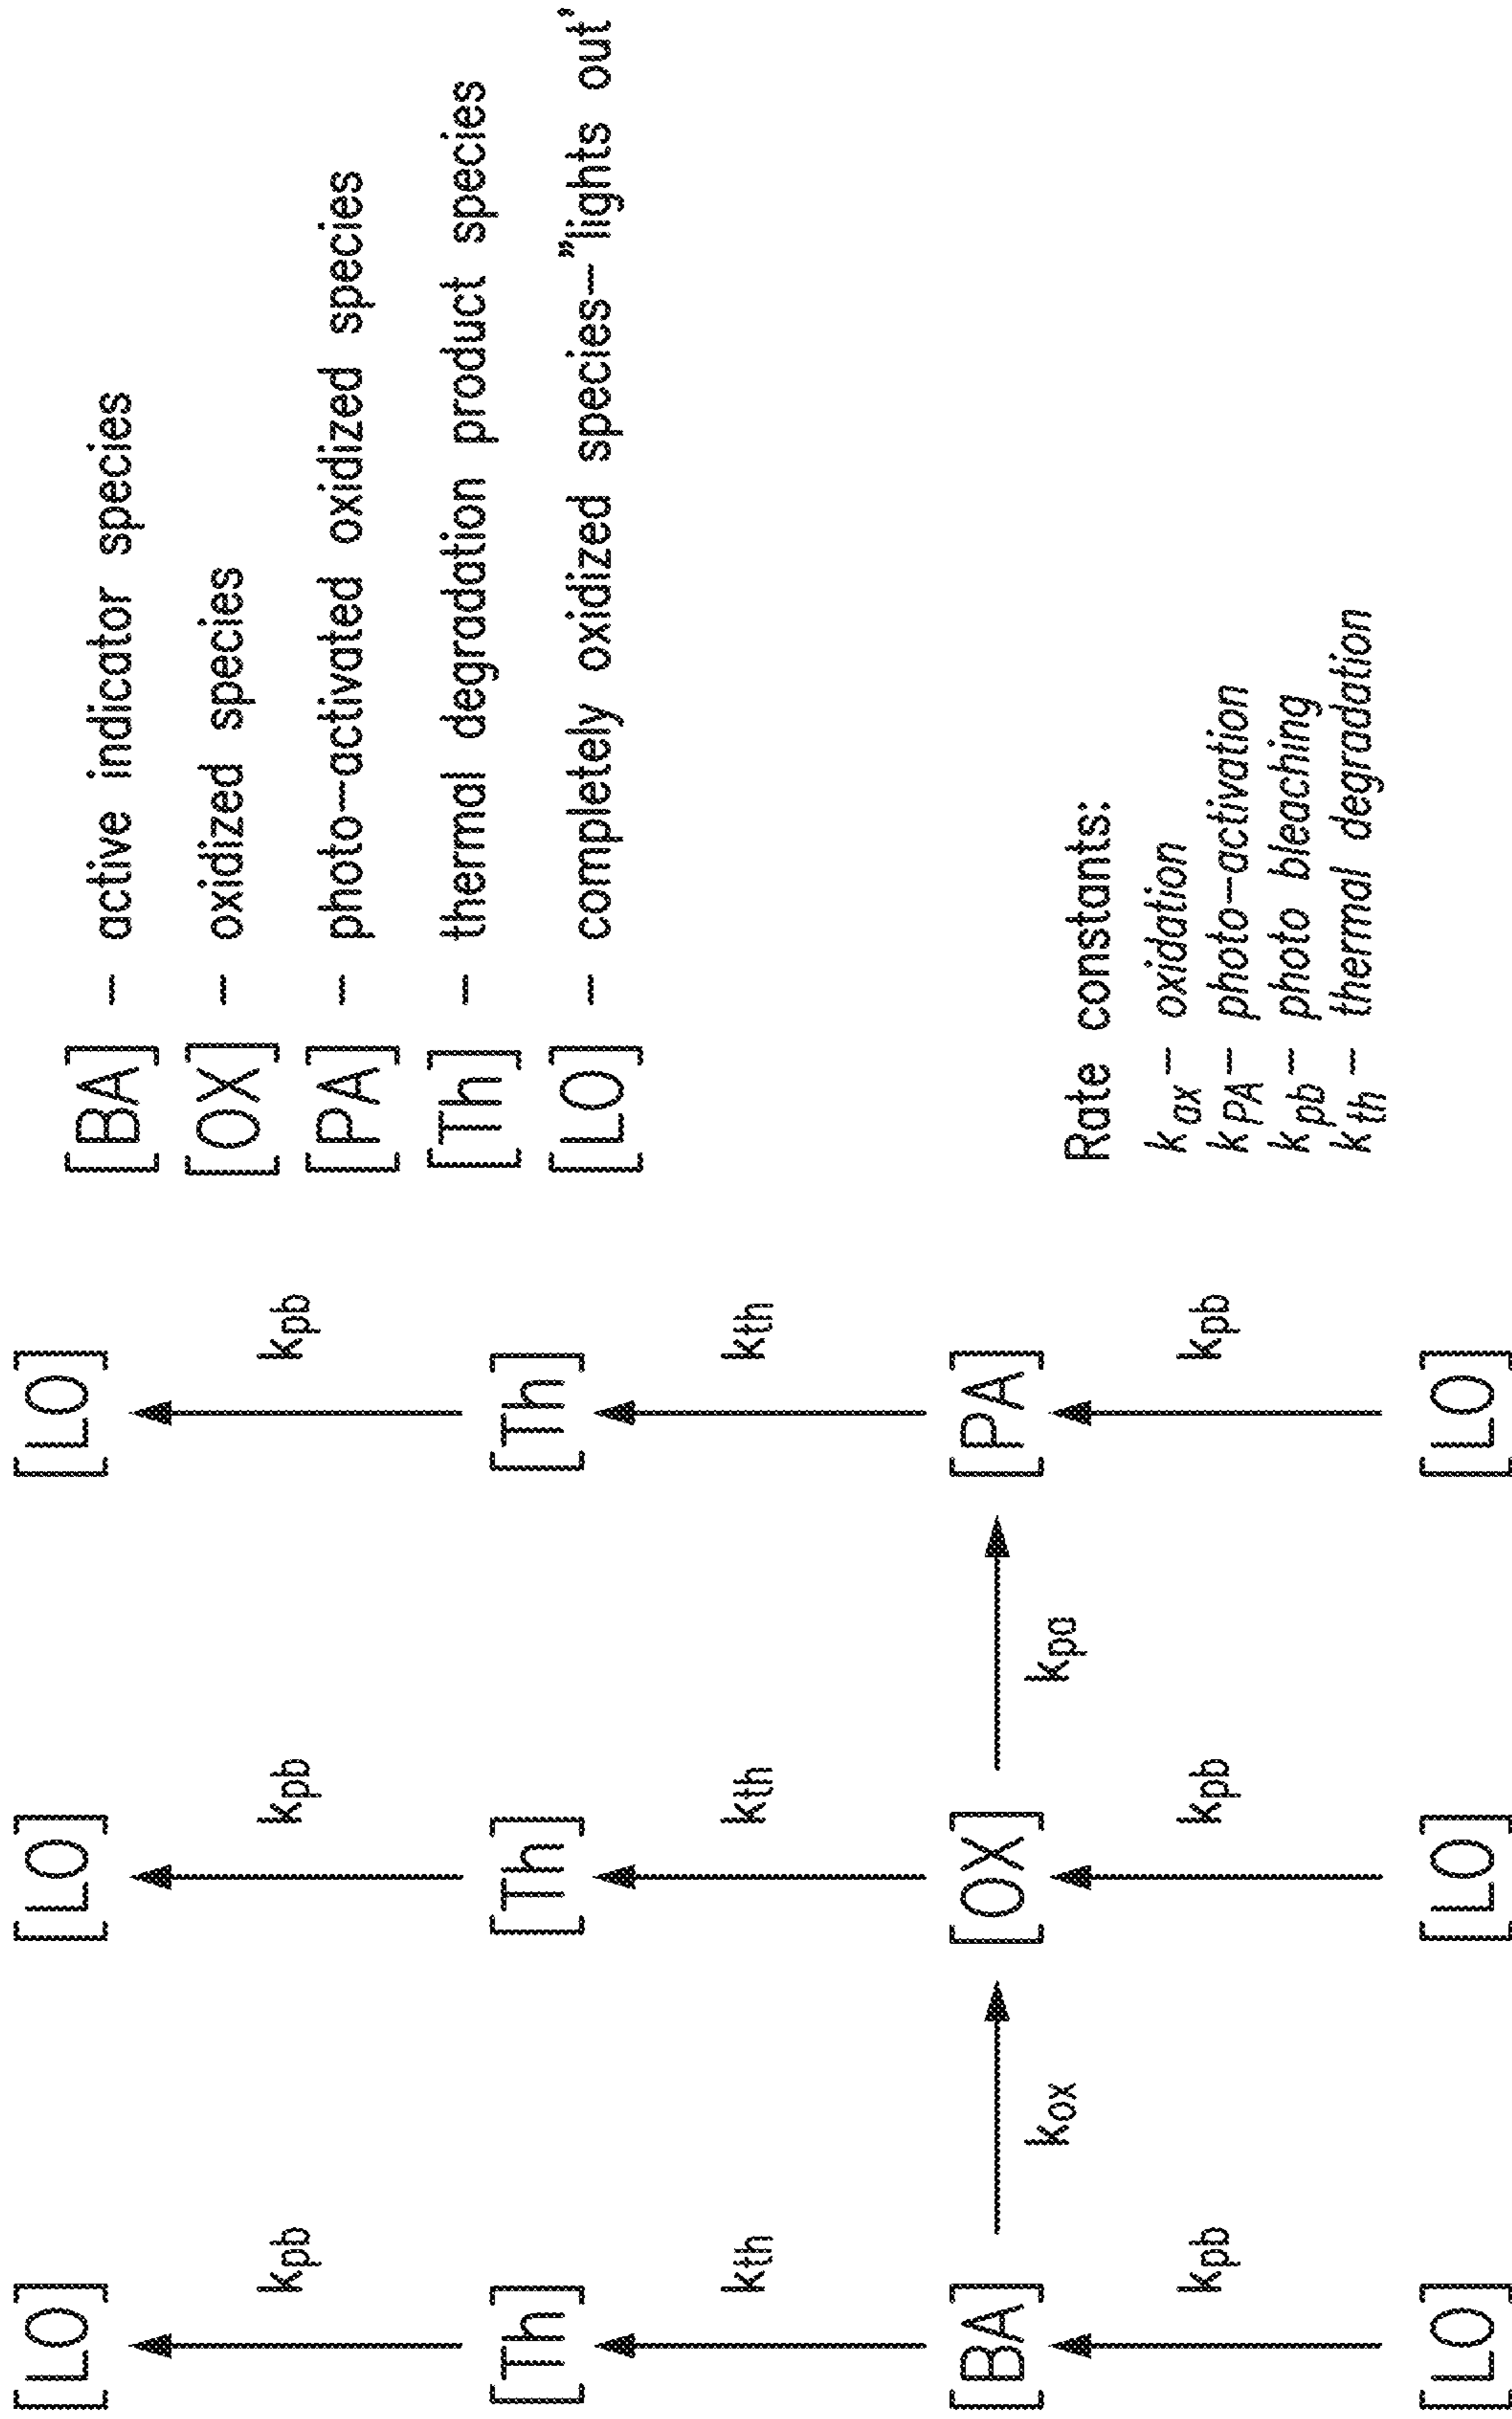 [LO] [LO] [LO]
kpb kpb kpb
[Th] [Th] [Th]
kth kth kth
[BA] [OX] [PA]
kox kpa
kpb kpb kpb
[LO] [LO] [LO]
[BA] – active indicator species
[OX] – oxidized species
[PA] – photo–activated oxidized species
[Th] – thermal degradation product species
[LO] – completely oxidized species–"lights out'
Rate constants:
kax – oxidation
kPA – photo–activation
kpb – photo bleaching
kth – thermal degradation